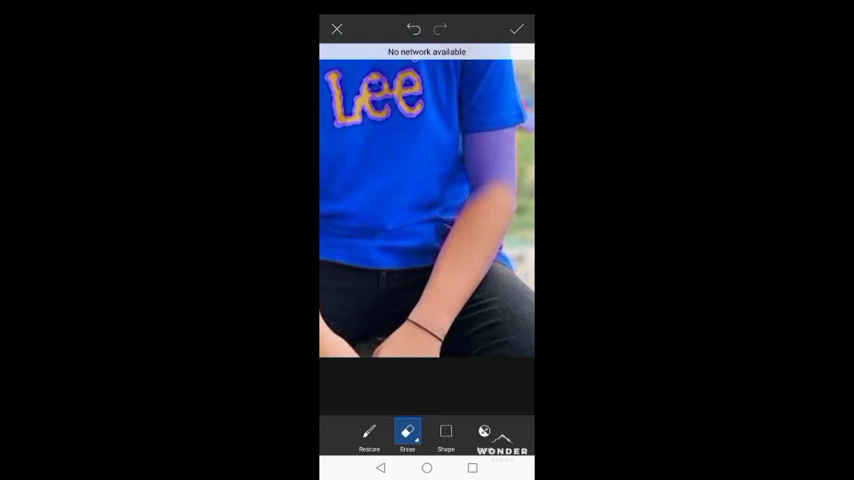 No network available
Lee
Restore
Erase
Shape
WONDER